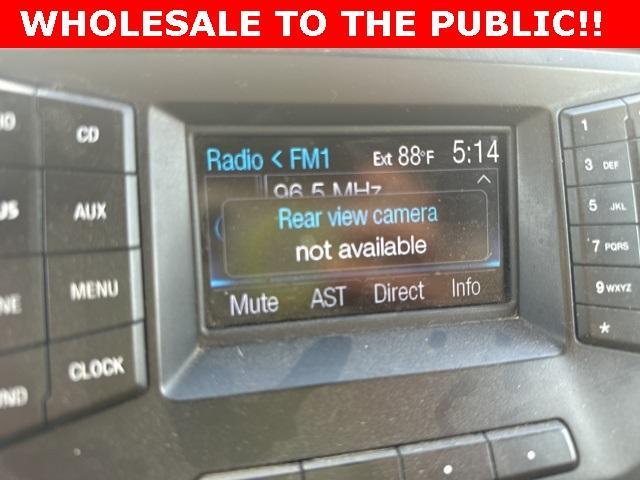 WHOLESALE TO THE PUBLIC!!
CD
AUX
MENU
CLOCK
Radio < FM1
Ext 88°F
5:14
96.5 MHz
Rear view camera
not available
Mute AST Direct Info
1
3 DEF
5 JKL
7 PQRS
9 WXYZ
*